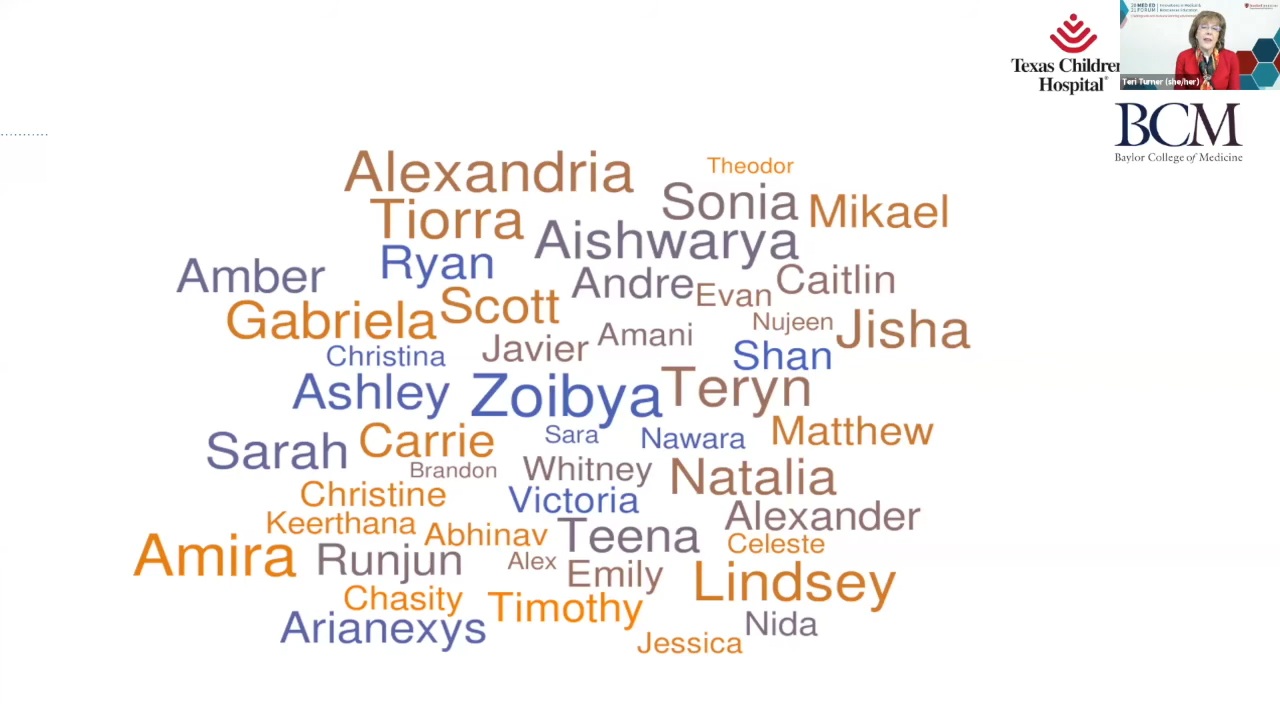 Texas Children
Hospital
Teri Turner (she/her)
BCM
Baylor College of Medicine
Alexandria
Theodor
Sonia
Mikael
Tiorra
Aishwarya
Ryan
Amber
Andre
Evan
Caitlin
Gabriela
Scott
Nujeen
Jisha
Amani
Javier
Christina
Shan
Ashley
Zoibya
Teryn
Sara
Nawara
Matthew
Sarah
Carrie
Brandon
Whitney
Natalia
Christine
Victoria
Alexander
Keerthana
Abhinav
Teena
Celeste
Amira
Runjun
Alex
Emily
Lindsey
Chasity
Timothy
Arianexys
Nida
Jessica